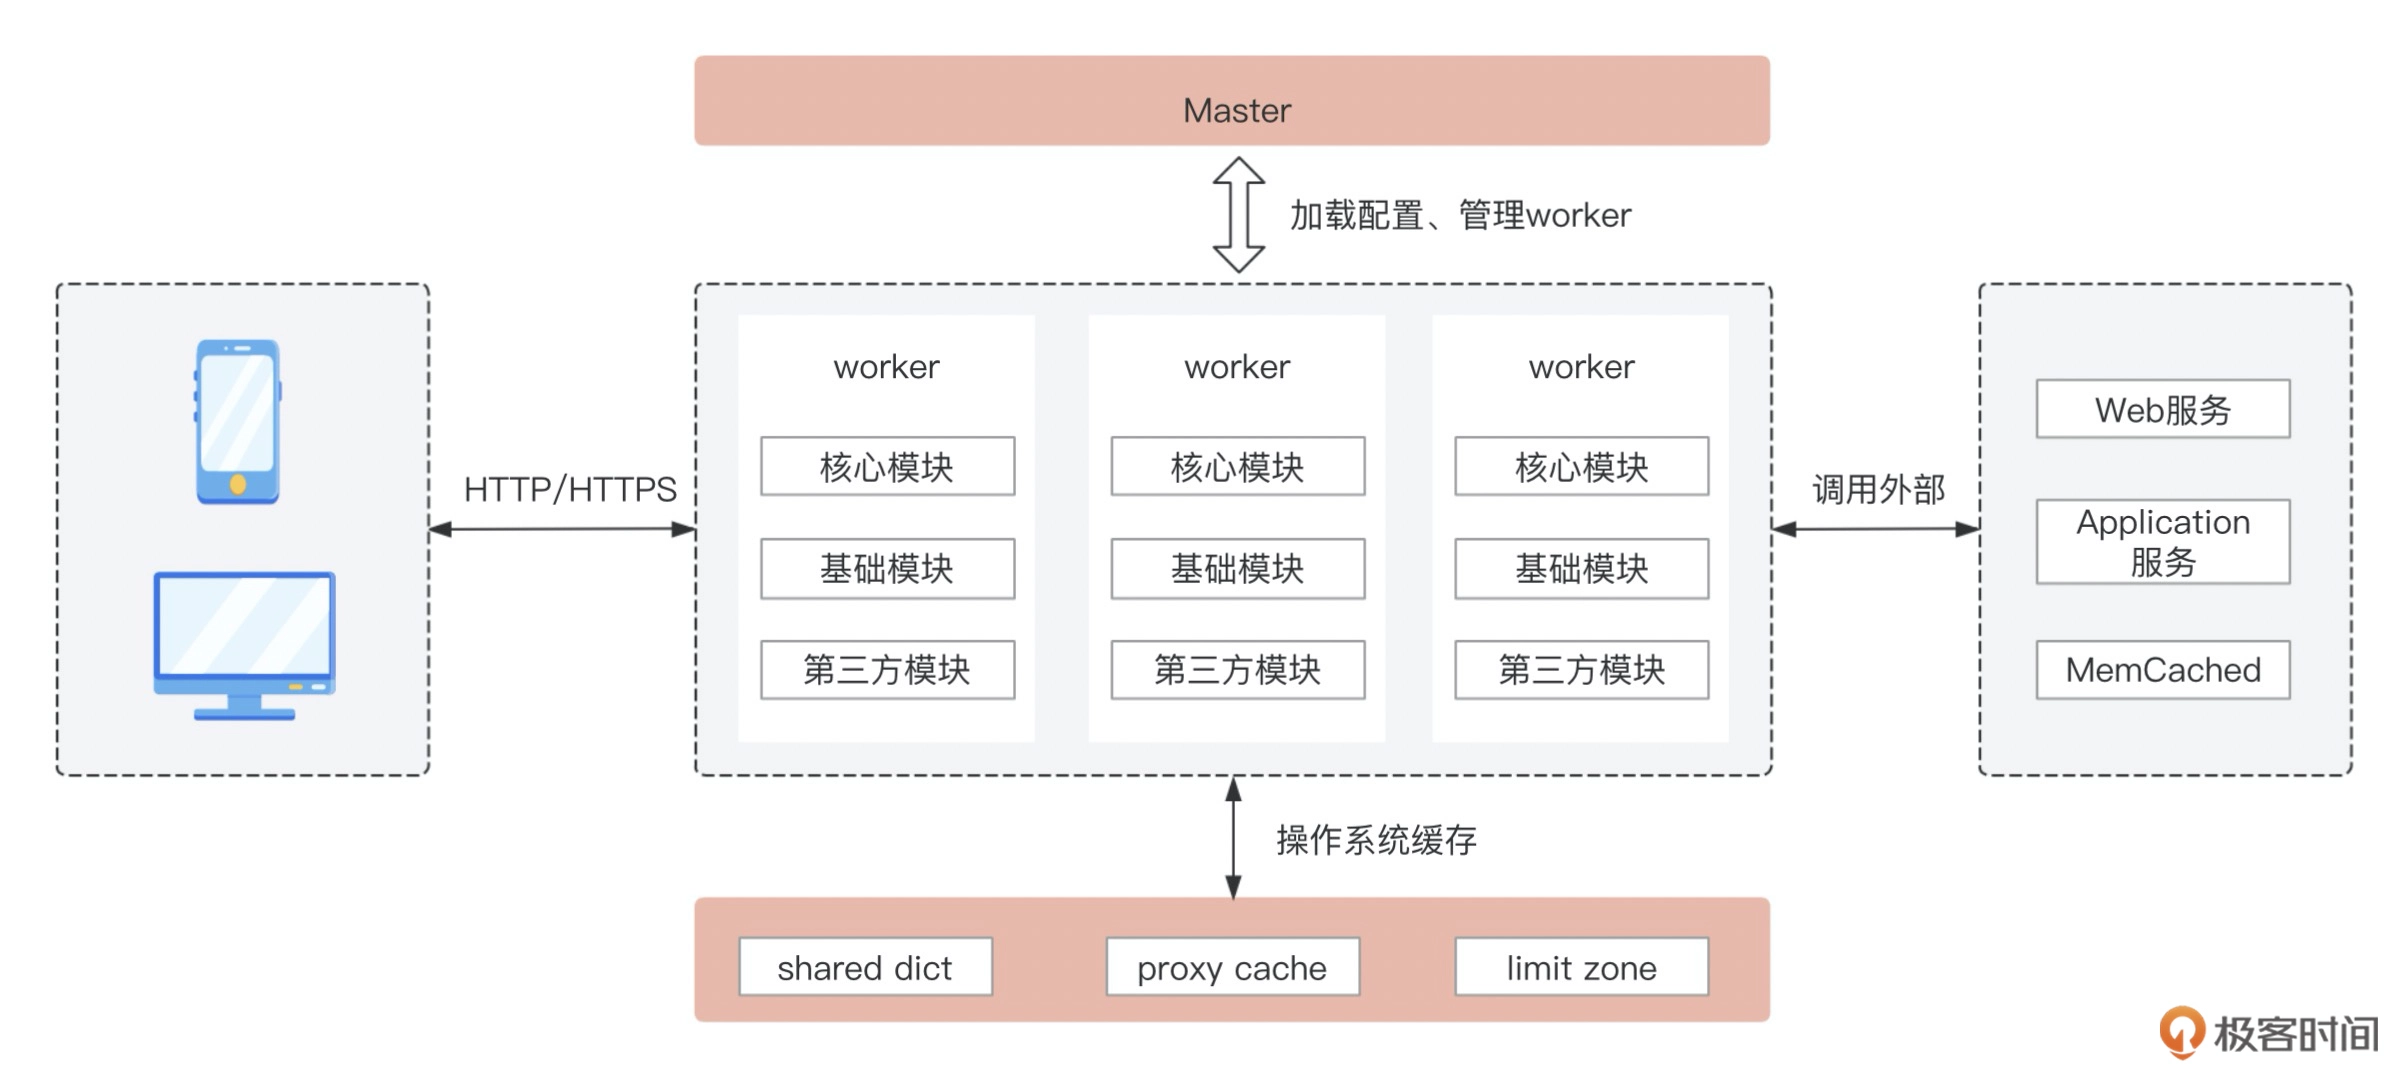 Master
加载配置、管理worker
HTTP/HTTPS
worker
核心模块
基础模块
第三方模块
worker
核心模块
基础模块
第三方模块
worker
核心模块
基础模块
第三方模块
调用外部
Web服务
Application
服务
MemCached
操作系统缓存
shared dict
proxy cache
limit zone
极客时间